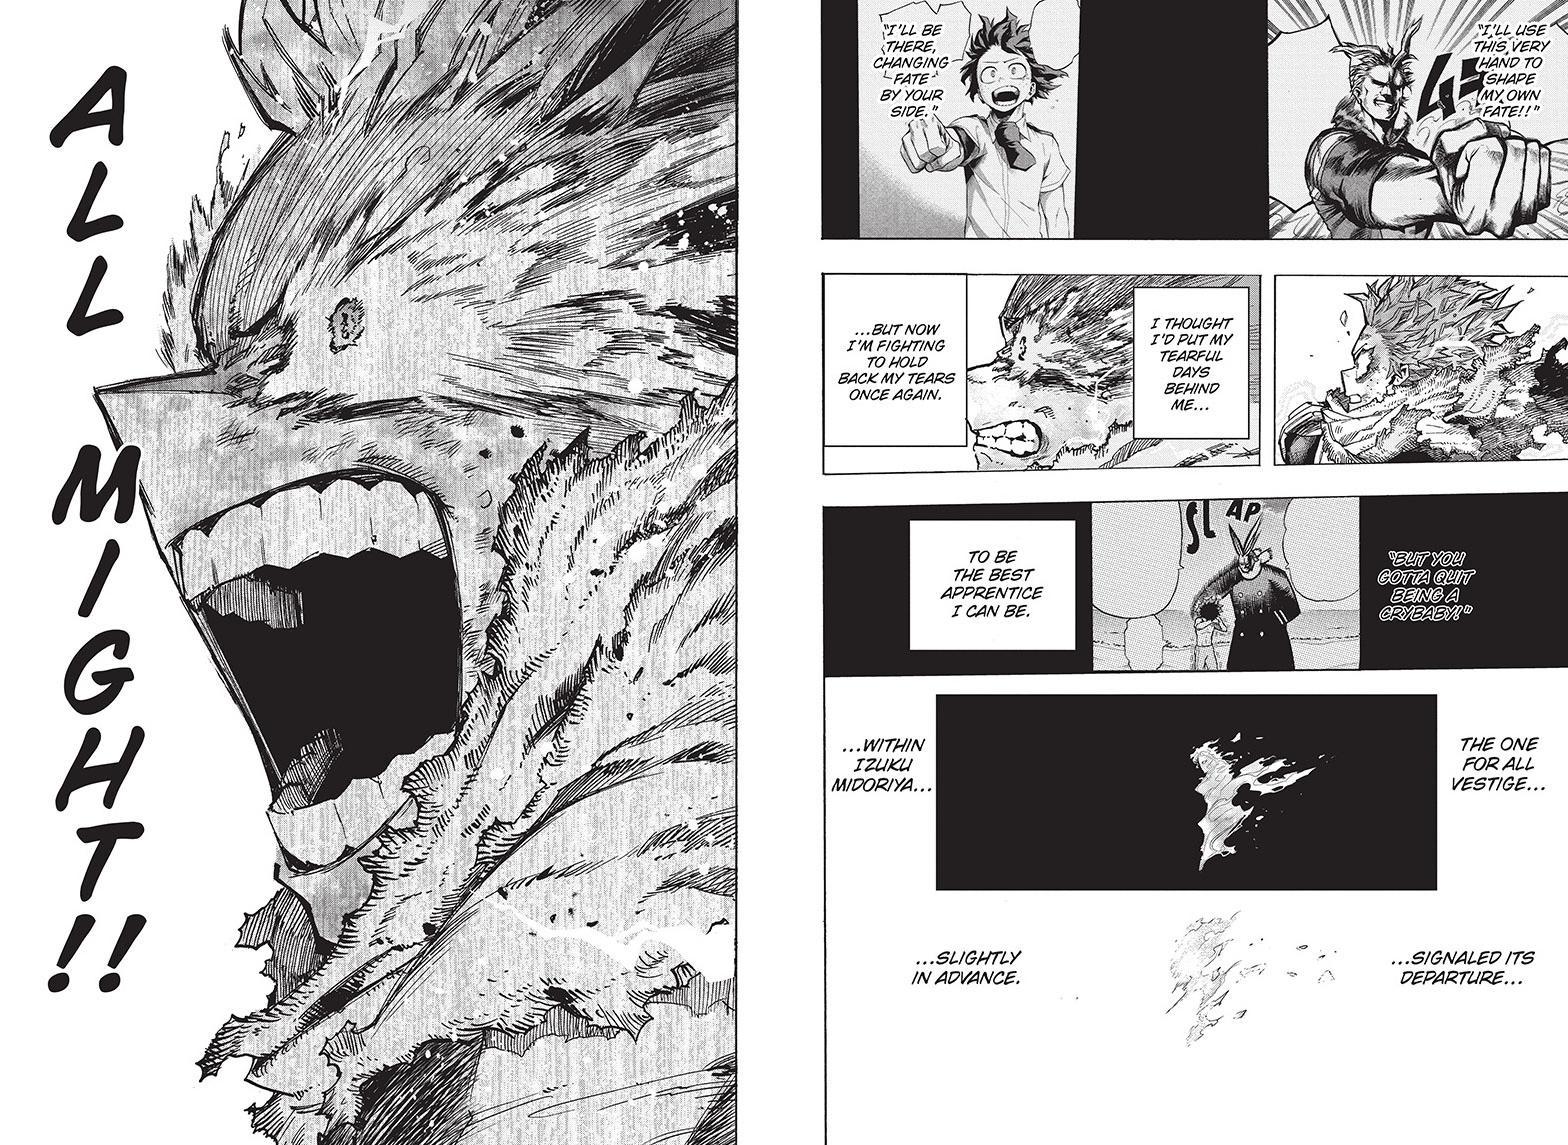 "I'LL USE
THIS VERY
HAND TO
SHAPE
MY OWN
FATE!!"
"I'LL BE
THERE,
CHANGING
FATE
BY YOUR
SIDE."
I THOUGHT
I'D PUT MY
TEARFUL
DAYS
BEHIND
ME...
...BUT NOW
I'M FIGHTING
TO HOLD
BACK MY TEARS
ONCE AGAIN.
"BUT YOU
GOTTA QUIT
BEING A
CRYBABY!"
SLAP
TO BE
THE BEST
APPRENTICE
I CAN BE.
THE ONE
FOR ALL
VESTIGE...
...WITHIN
IZUKU
MIDORIYA...
...SIGNALED ITS
DEPARTURE...
...SLIGHTLY
IN ADVANCE.
ALL MIGHT!!